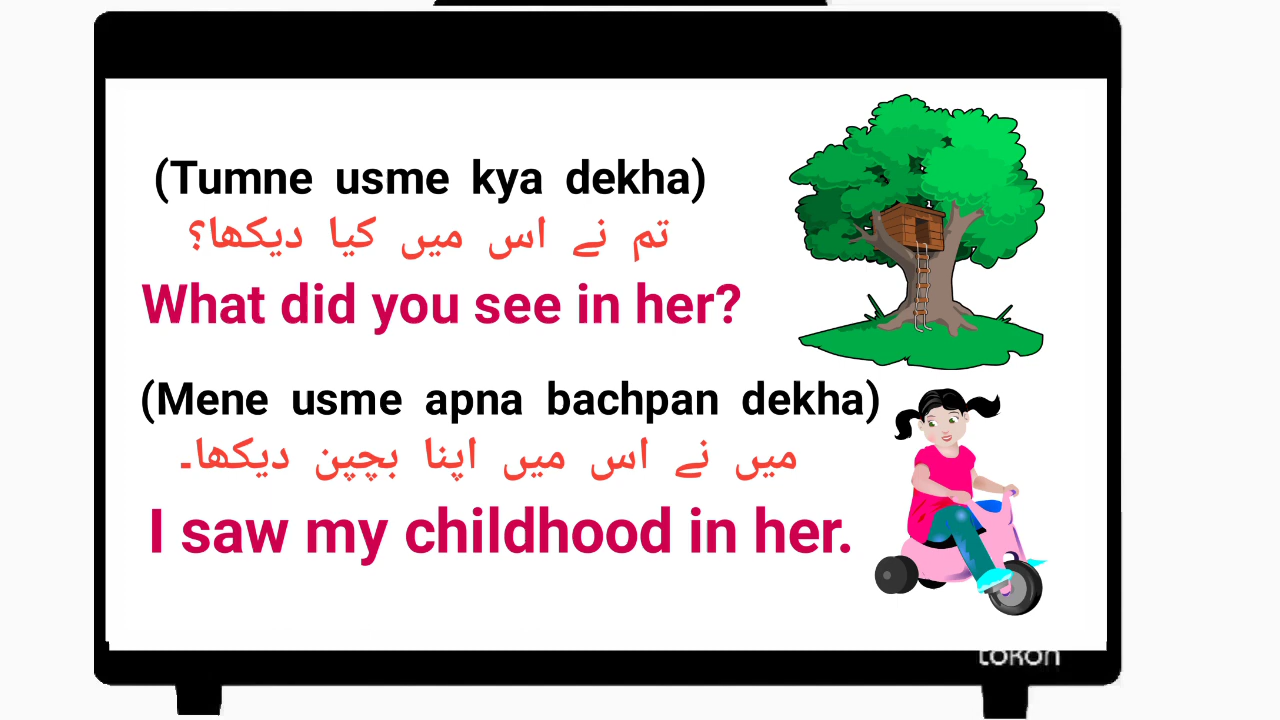 (Tumne usme kya dekha)
تم نے اس میں کیا دیکھا؟
What did you see in her?
(Mene usme apna bachpan dekha)
میں نے اس میں اپنا بچپن دیکھا۔
I saw my childhood in her.